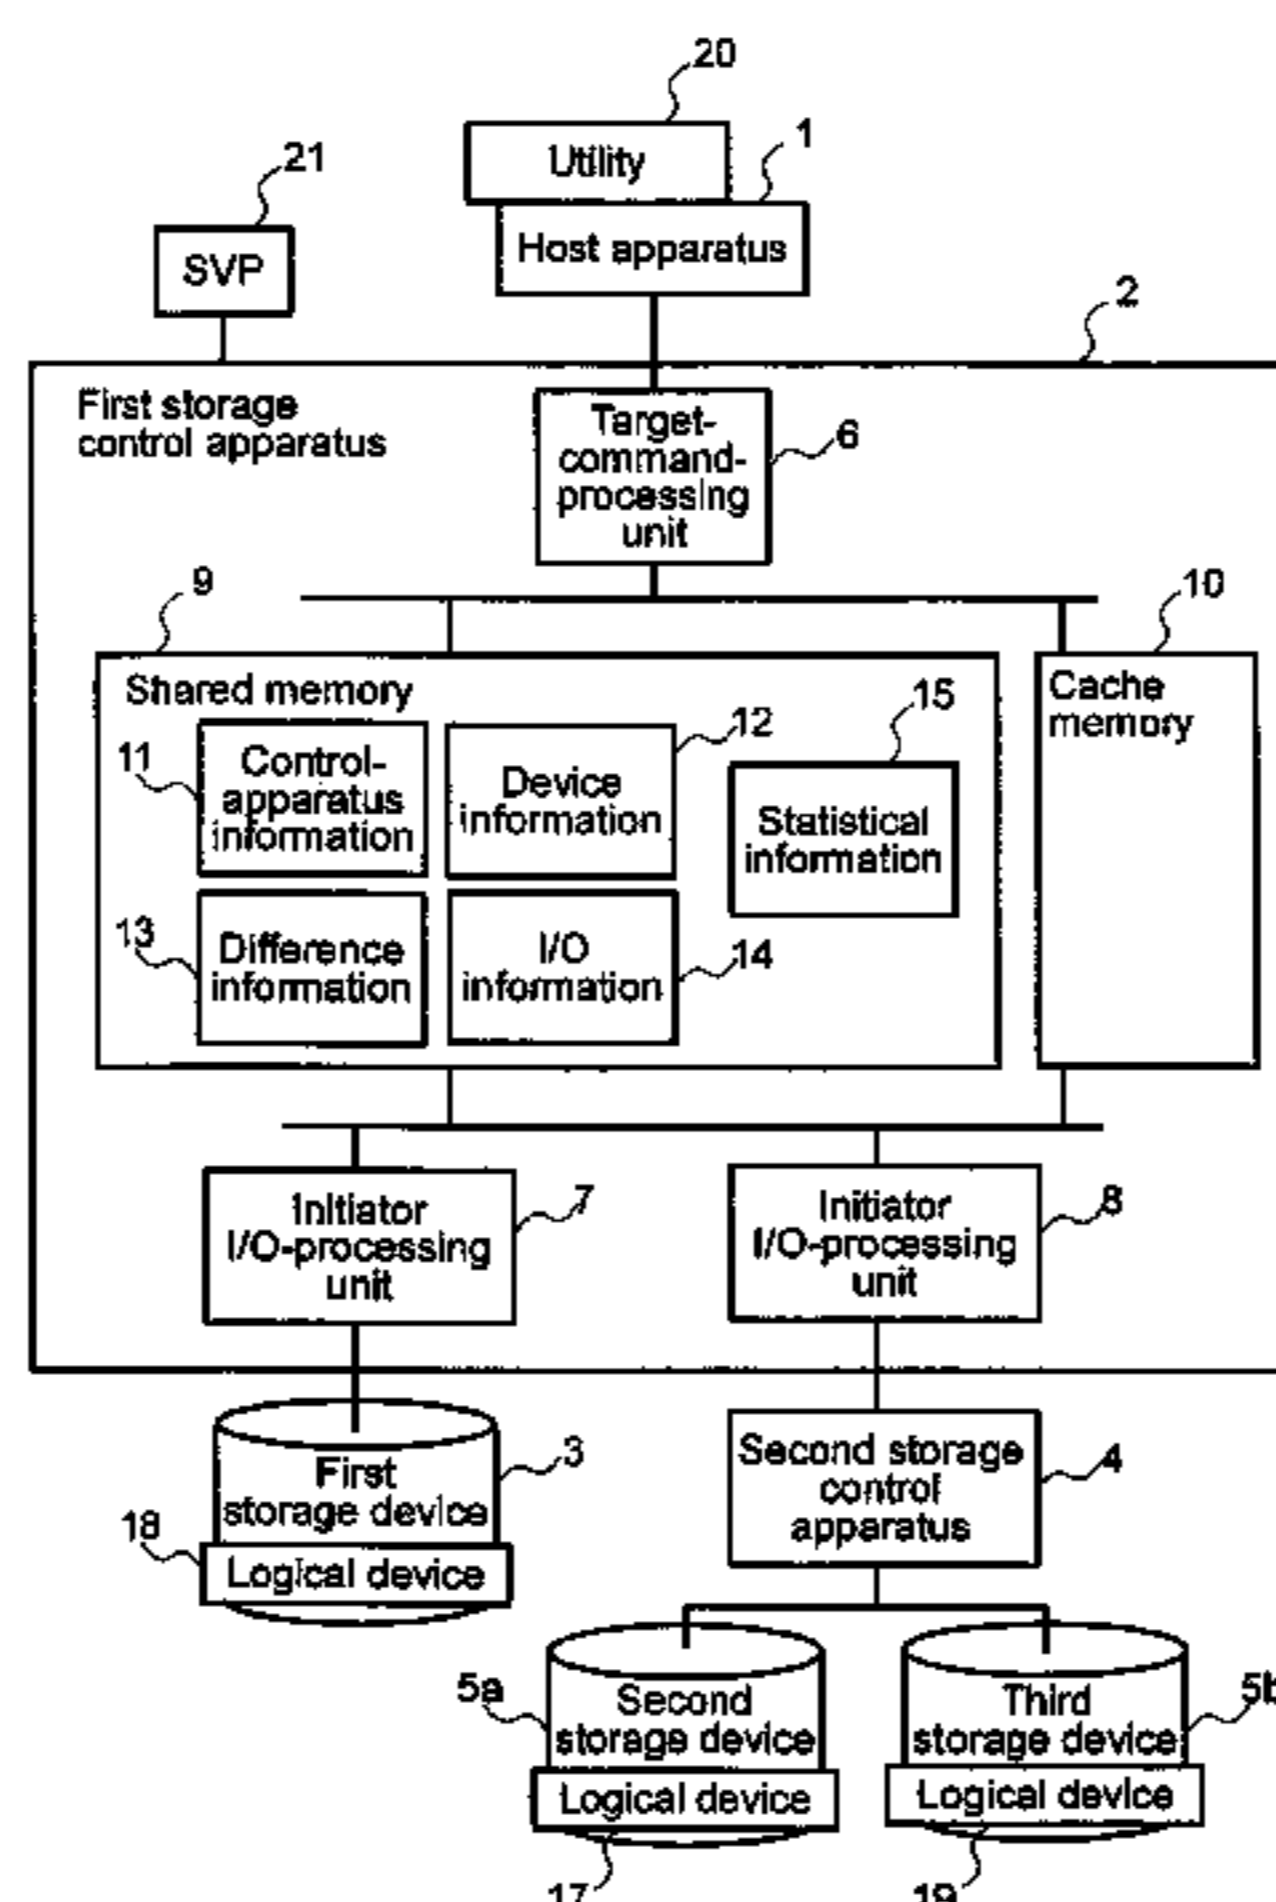 20
Utility
1
21
SVP
Host apparatus
2
First storage
control apparatus
Target-
command-
processing
unit
6
9
10
Shared memory
Cache
memory
11
Control-
apparatus
information
12
Device
information
15
Statistical
information
13
Difference
information
I/O
information
14
Initiator
I/O-processing
unit
7
Initiator
I/O-processing
unit
8
First
storage device
3
18
Logical device
Second storage
control
apparatus
4
5a
Second
storage device
Logical device
17
Third
storage device
5b
Logical device
19